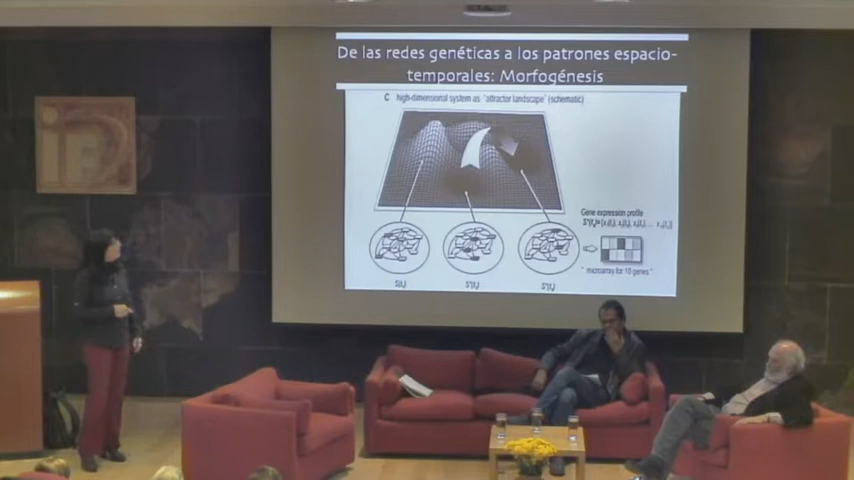 De las redes genéticas a los patrones espacio-
temporales: Morfogénesis
C high-dimensional system as "attractor landscape" (schematic)
Gene expression profile
" microarray for 10 genes "